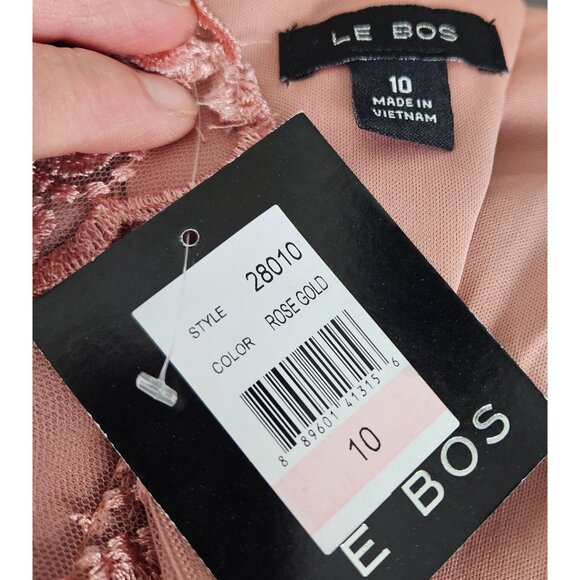 LE BOS
10
MADE IN
VIETNAM
STYLE 28010
COLOR ROSE GOLD
8 89601 41315 6
10
E BOS